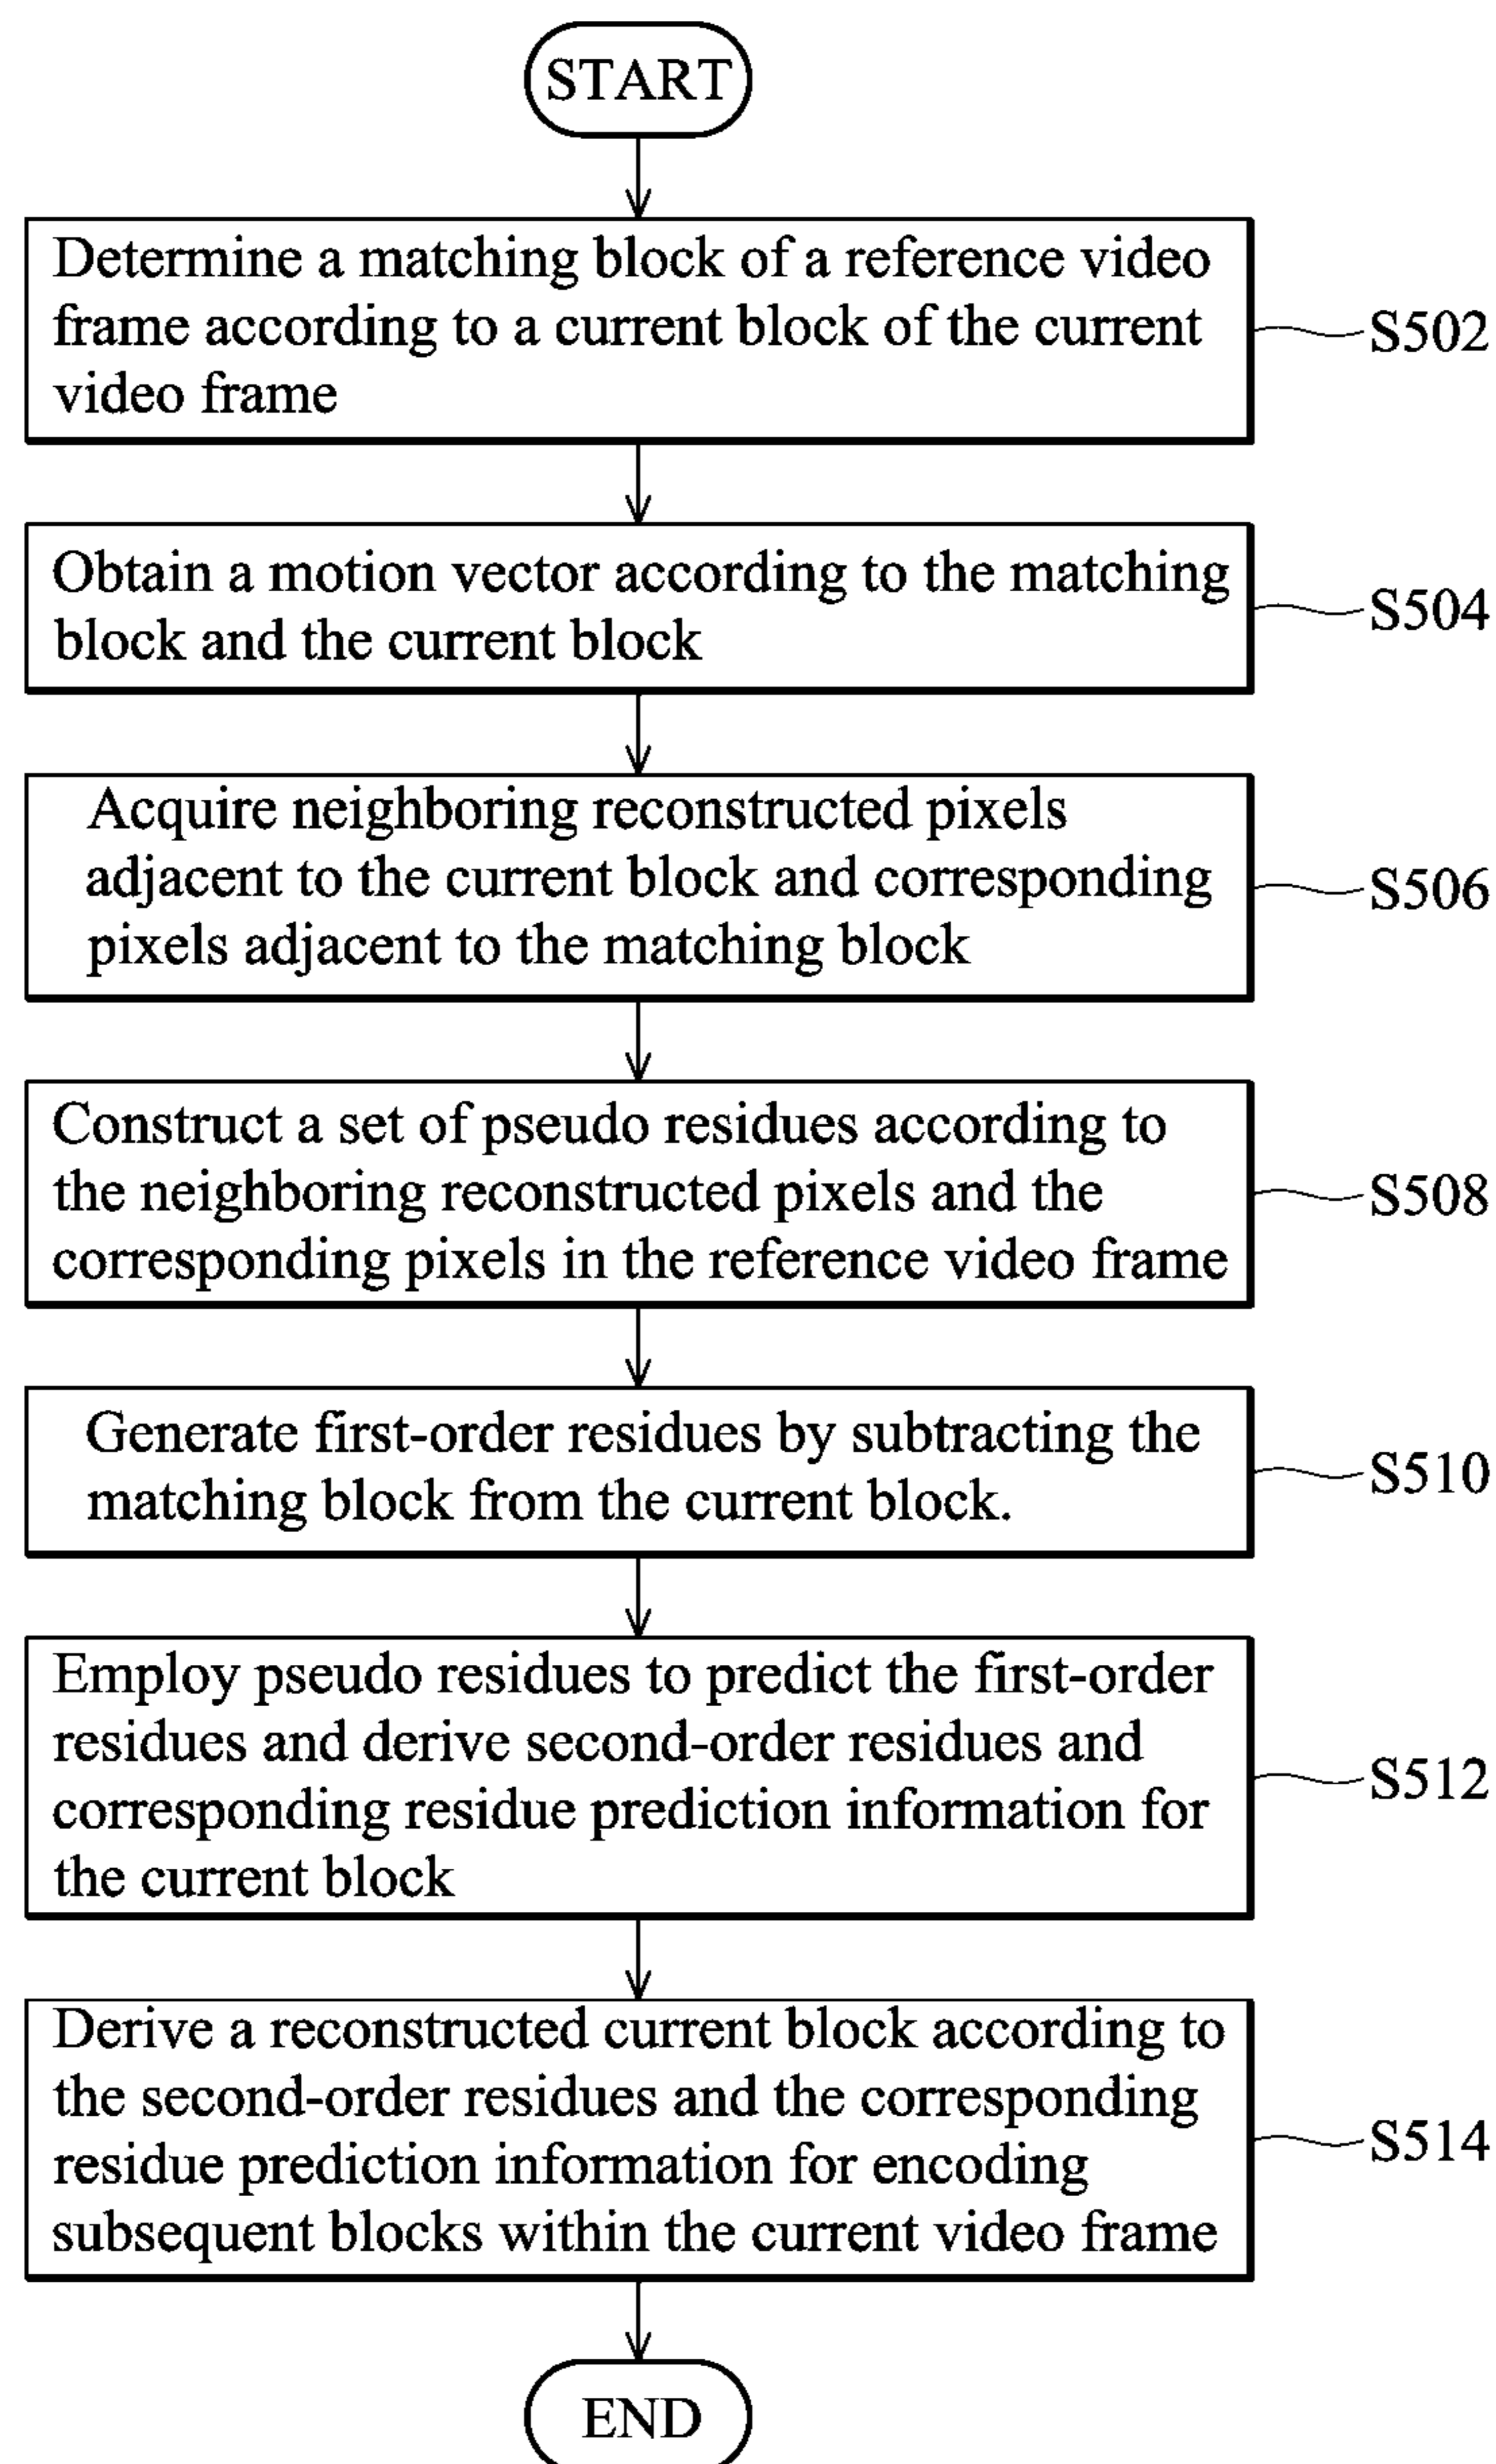 START
Determine a matching block of a reference video
frame according to a current block of the current
video frame
S502
Obtain a motion vector according to the matching
block and the current block
S504
Acquire neighboring reconstructed pixels
adjacent to the current block and corresponding
pixels adjacent to the matching block
S506
Construct a set of pseudo residues according to
the neighboring reconstructed pixels and the
corresponding pixels in the reference video frame
S508
Generate first-order residues by subtracting the
matching block from the current block.
S510
Employ pseudo residues to predict the first-order
residues and derive second-order residues and
corresponding residue prediction information for
the current block
S512
Derive a reconstructed current block according to
the second-order residues and the corresponding
residue prediction information for encoding
subsequent blocks within the current video frame
S514
END